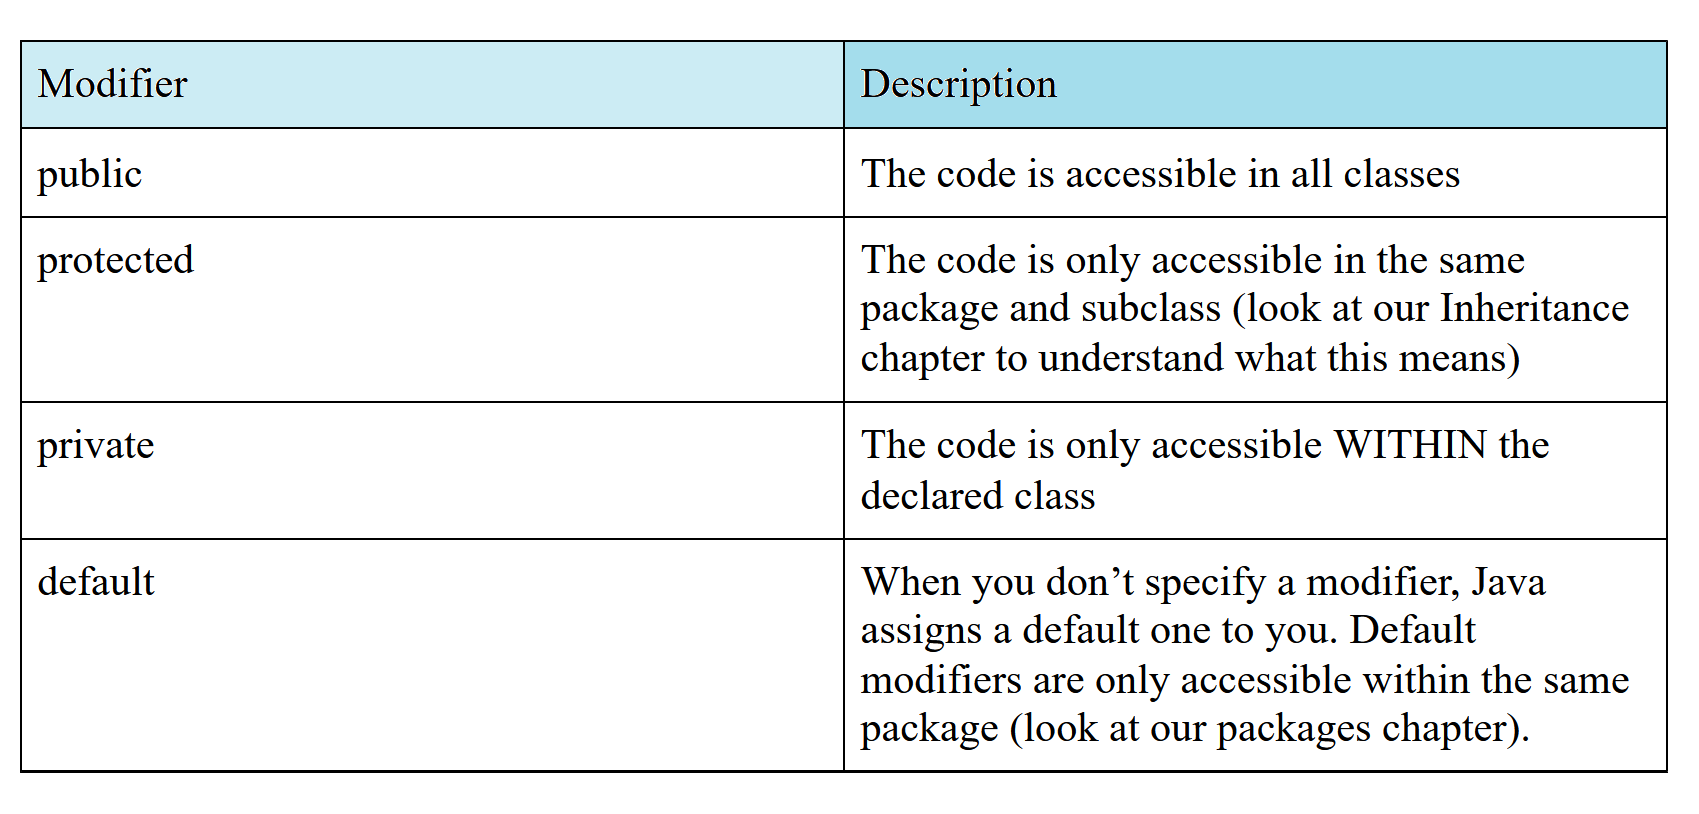 Modifier
Description
public
The code is accessible in all classes
protected
The code is only accessible in the same
package and subclass (look at our Inheritance
chapter to understand what this means)
private
The code is only accessible WITHIN the
declared class
default
When you don’t specify a modifier, Java
assigns a default one to you. Default
modifiers are only accessible within the same
package (look at our packages chapter).